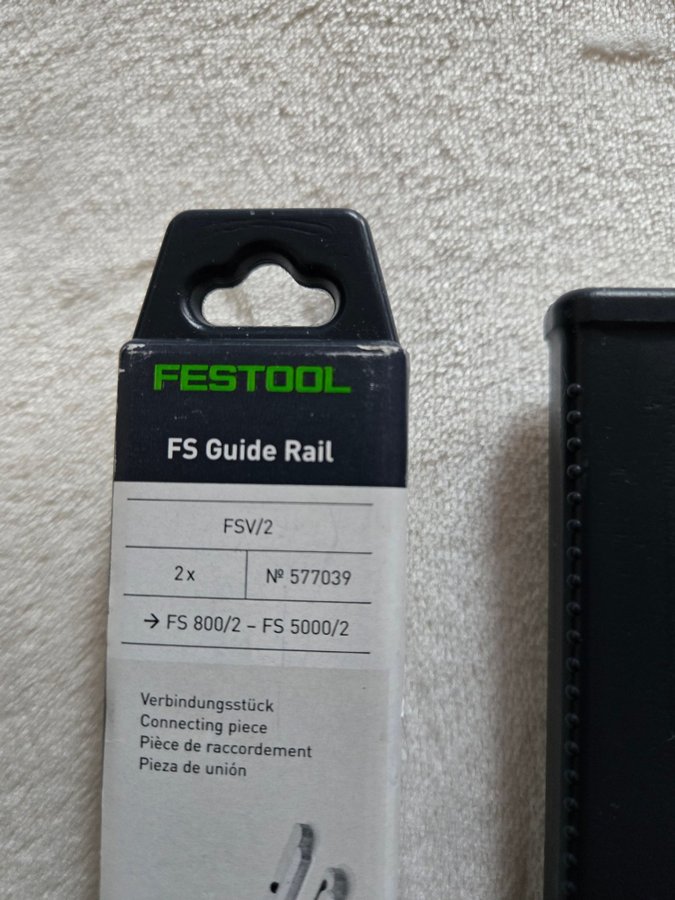 FESTOOL
FS Guide Rail
FSV/2
2x № 577039
→ FS 800/2 – FS 5000/2
Verbindungsstück
Connecting piece
Pièce de raccordement
Pieza de unión